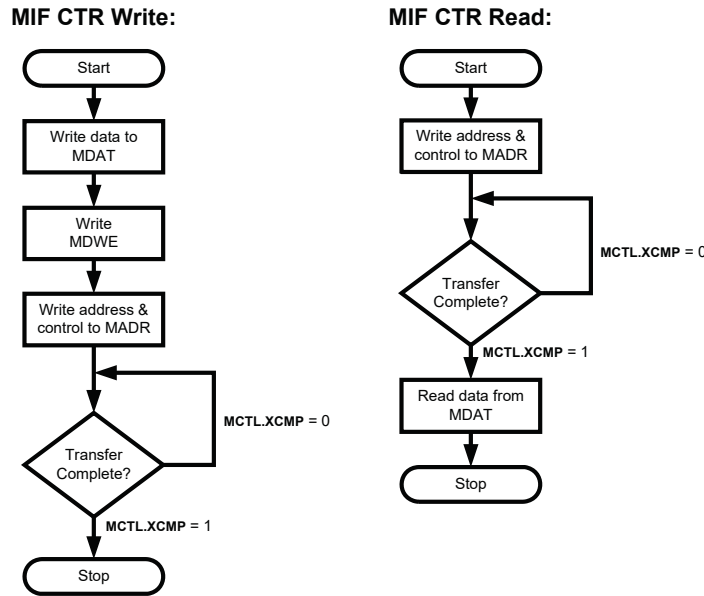 MIF CTR Write:
Start
Write data to
MDAT
Write
MDWE
Write address &
control to MADR
MCTL.XCMP = 0
Transfer
Complete?
MCTL.XCMP = 1
Stop
MIF CTR Read:
Start
Write address &
control to MADR
MCTL.XCMP = 0
Transfer
Complete?
MCTL.XCMP = 1
Read data from
MDAT
Stop